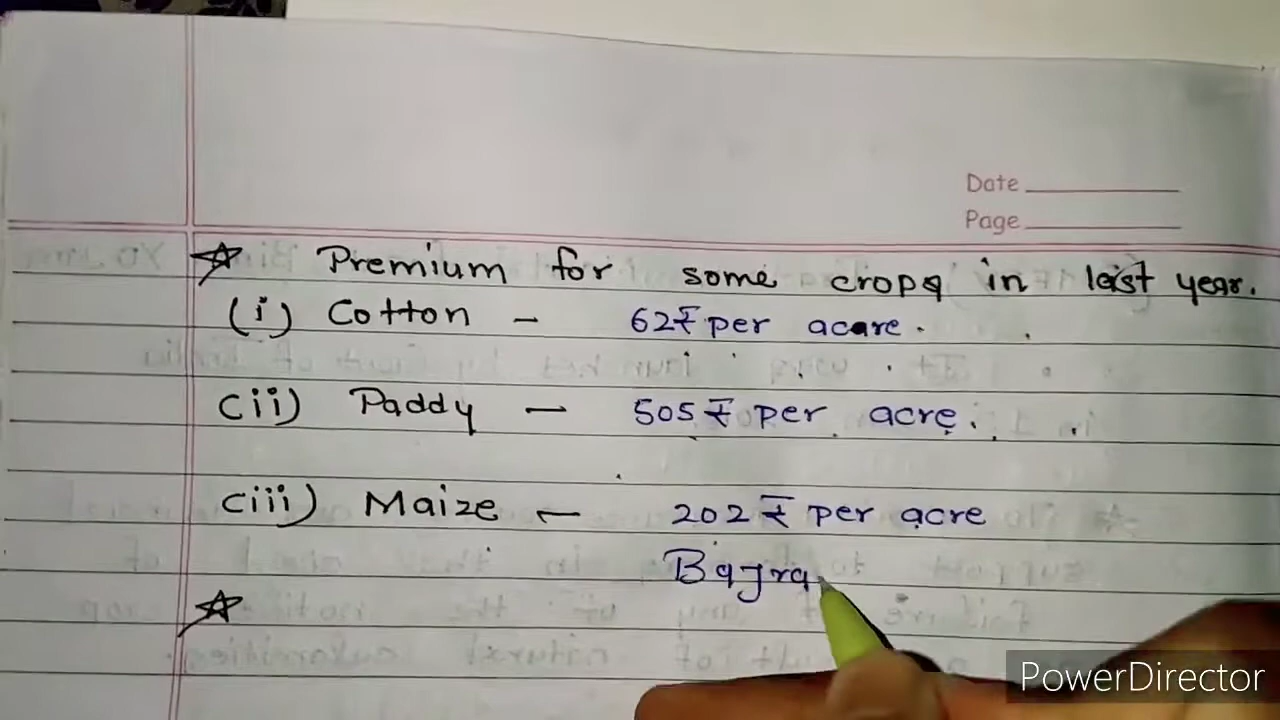 Date
Page
☆ Premium for some crops in last year.
(i) Cotton - 62₹ per acare.
(ii) Paddy - 505₹ per acre.
(iii) Maize - 202₹ per acre
Bajra
☆
PowerDirector